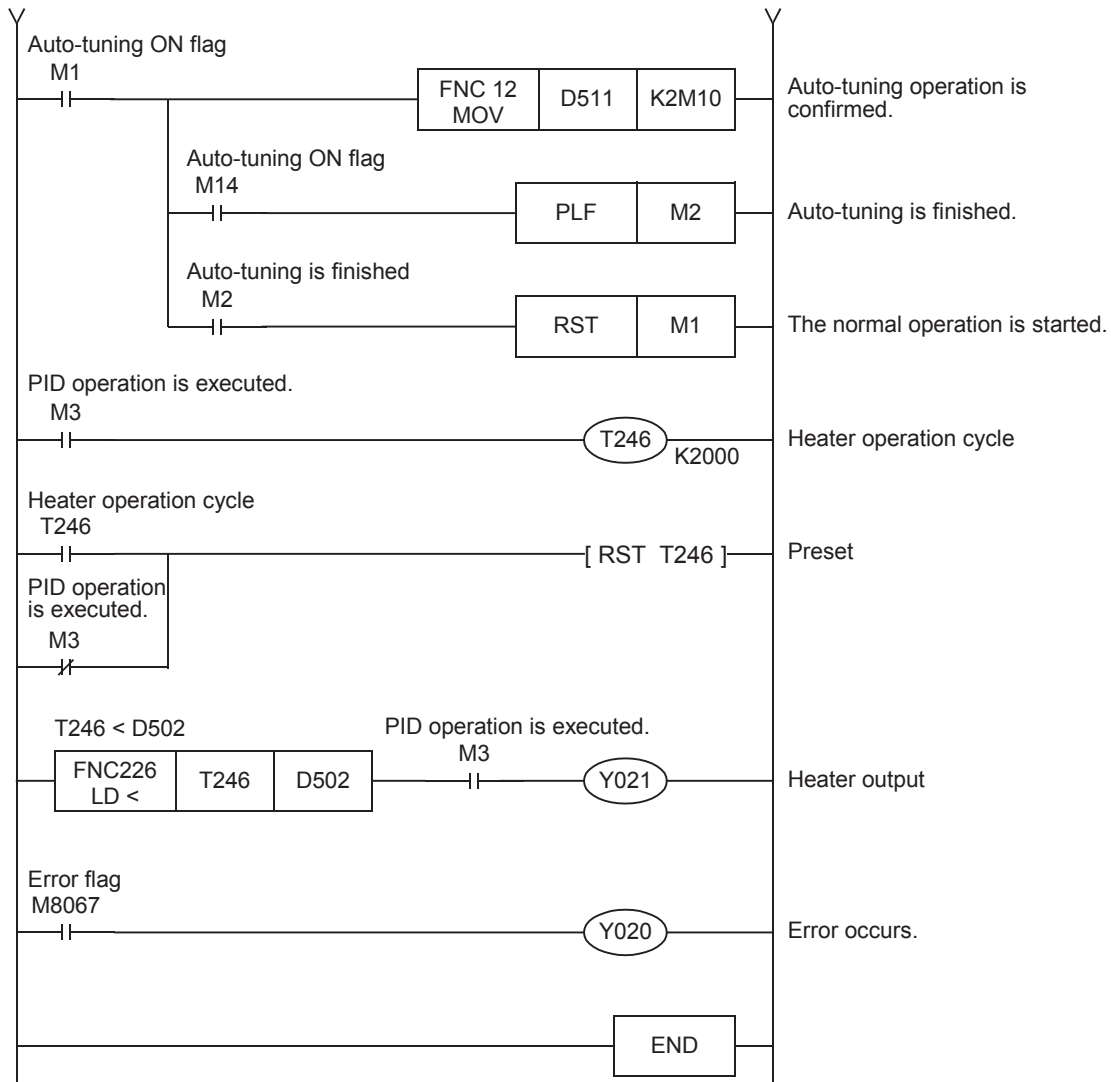 Auto-tuning ON flag
M1
FNC 12
MOV
D511
K2M10
Auto-tuning operation is
confirmed.
Auto-tuning ON flag
M14
PLF
M2
Auto-tuning is finished.
Auto-tuning is finished
M2
RST
M1
The normal operation is started.
PID operation is executed.
M3
T246
K2000
Heater operation cycle
Heater operation cycle
T246
[ RST T246 ]
Preset
PID operation
is executed.
M3
T246 < D502
FNC226
LD <
T246
D502
PID operation is executed.
M3
Y021
Heater output
Error flag
M8067
Y020
Error occurs.
END